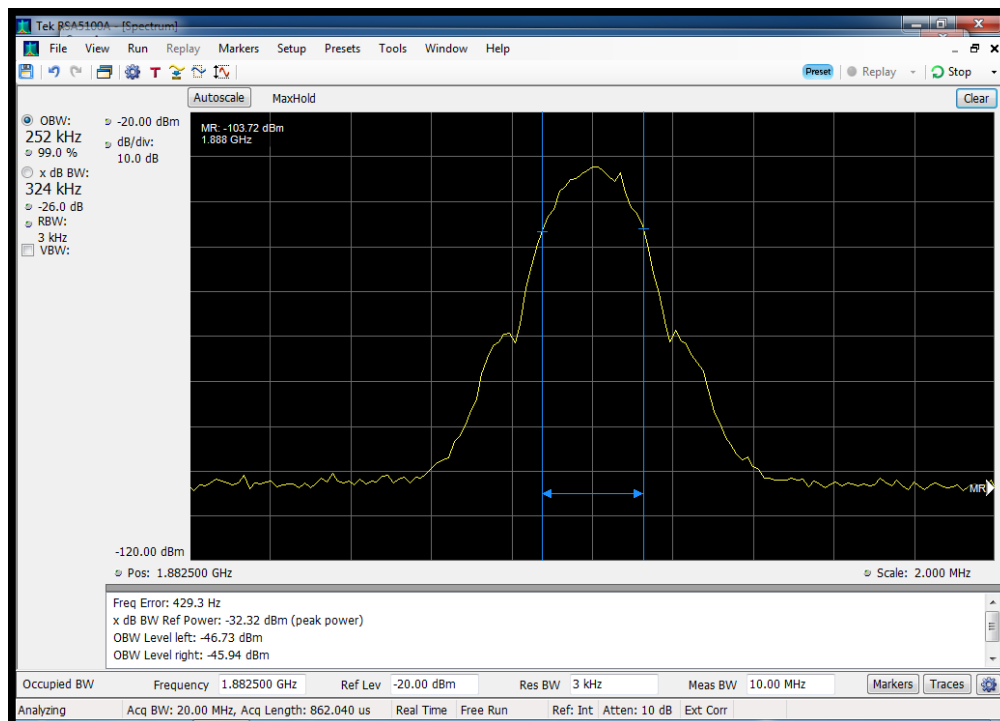 Tek RSA5100A - [Spectrum]
File View Run Replay Markers Setup Presets Tools Window Help
Preset Replay Stop
Autoscale MaxHold Clear
OBW:
252 kHz
99.0 %
x dB BW:
324 kHz
-26.0 dB
RBW:
3 kHz
VBW:
-20.00 dBm
dB/div:
10.0 dB
MR: -103.72 dBm
1.888 GHz
MR
-120.00 dBm
Pos: 1.882500 GHz Scale: 2.000 MHz
Freq Error: 429.3 Hz
x dB BW Ref Power: -32.32 dBm (peak power)
OBW Level left: -46.73 dBm
OBW Level right: -45.94 dBm
Occupied BW Frequency 1.882500 GHz Ref Lev -20.00 dBm Res BW 3 kHz Meas BW 10.00 MHz Markers Traces
Analyzing Acq BW: 20.00 MHz, Acq Length: 862.040 us Real Time Free Run Ref: Int Atten: 10 dB Ext Corr